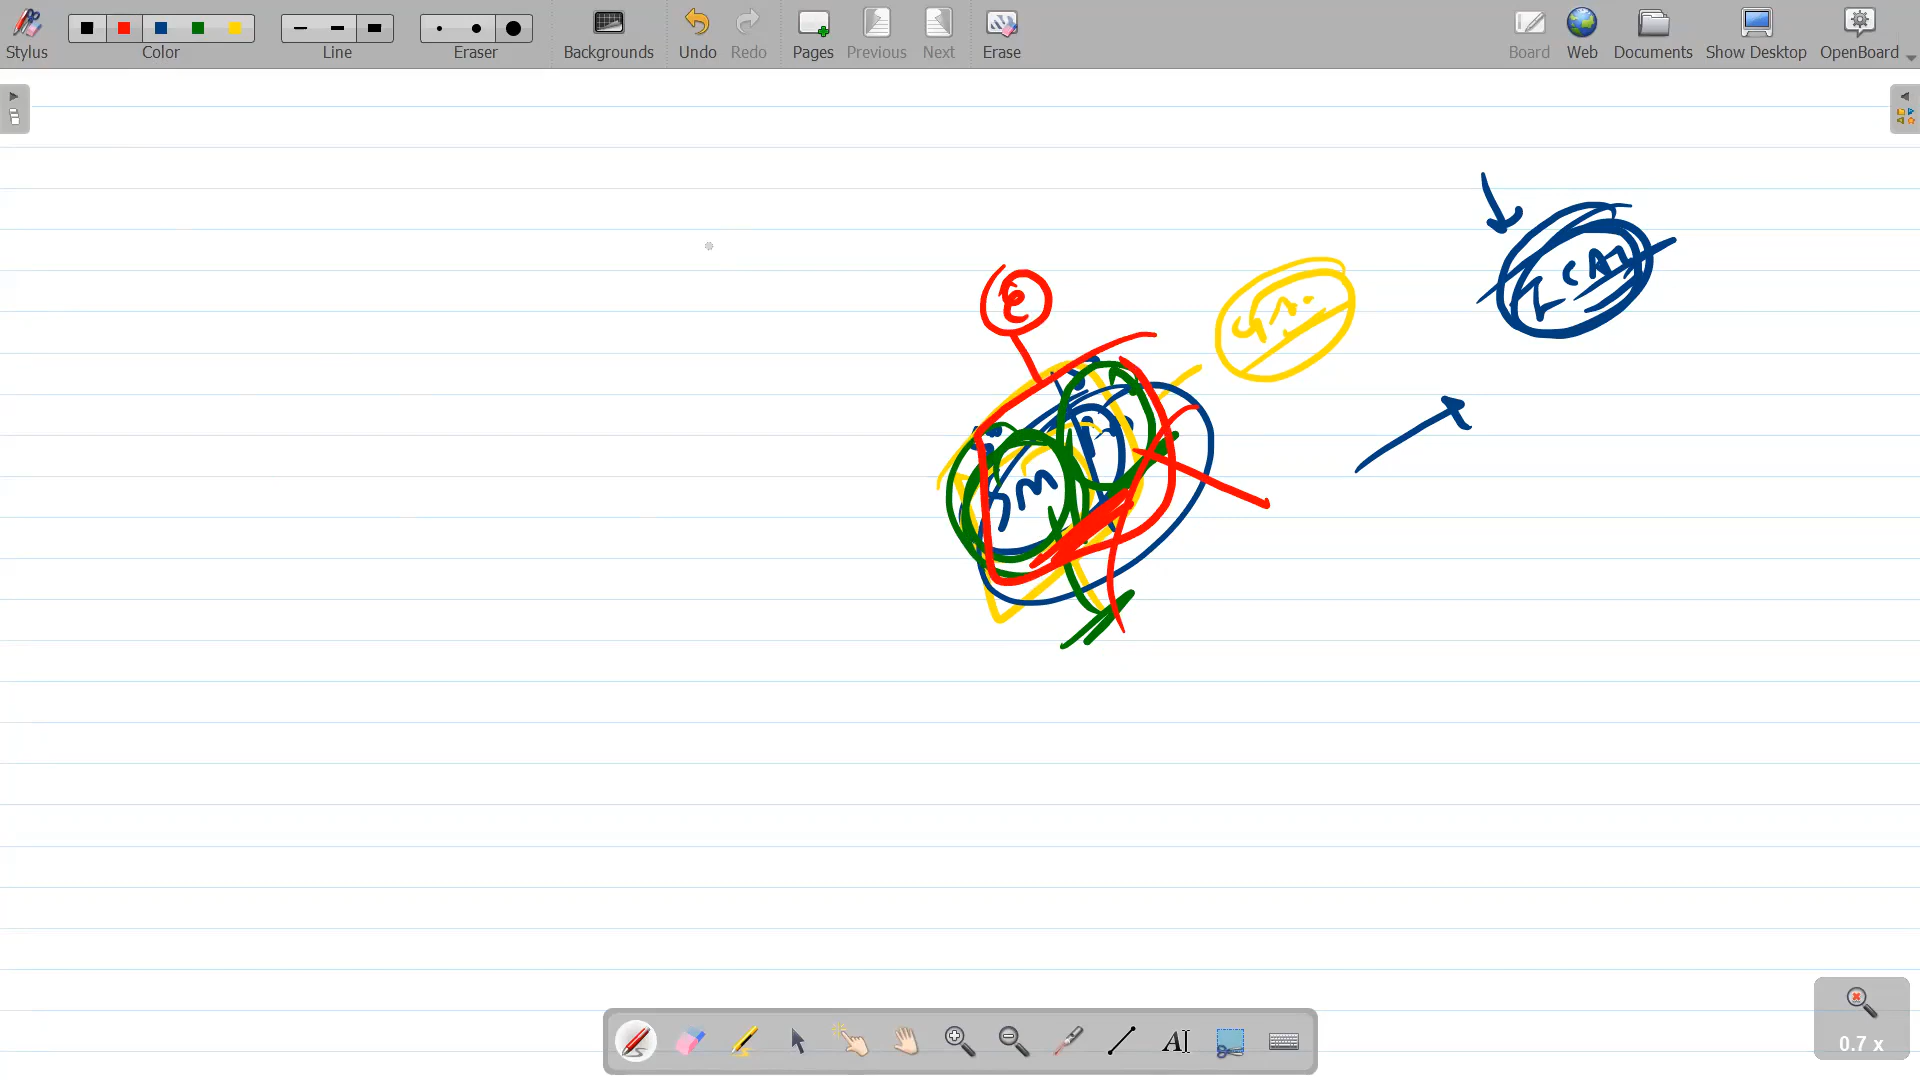 Stylus Color Line Eraser Backgrounds Undo Redo Pages Previous Next Erase Board Web Documents Show Desktop OpenBoard
e
AI
0.7 x